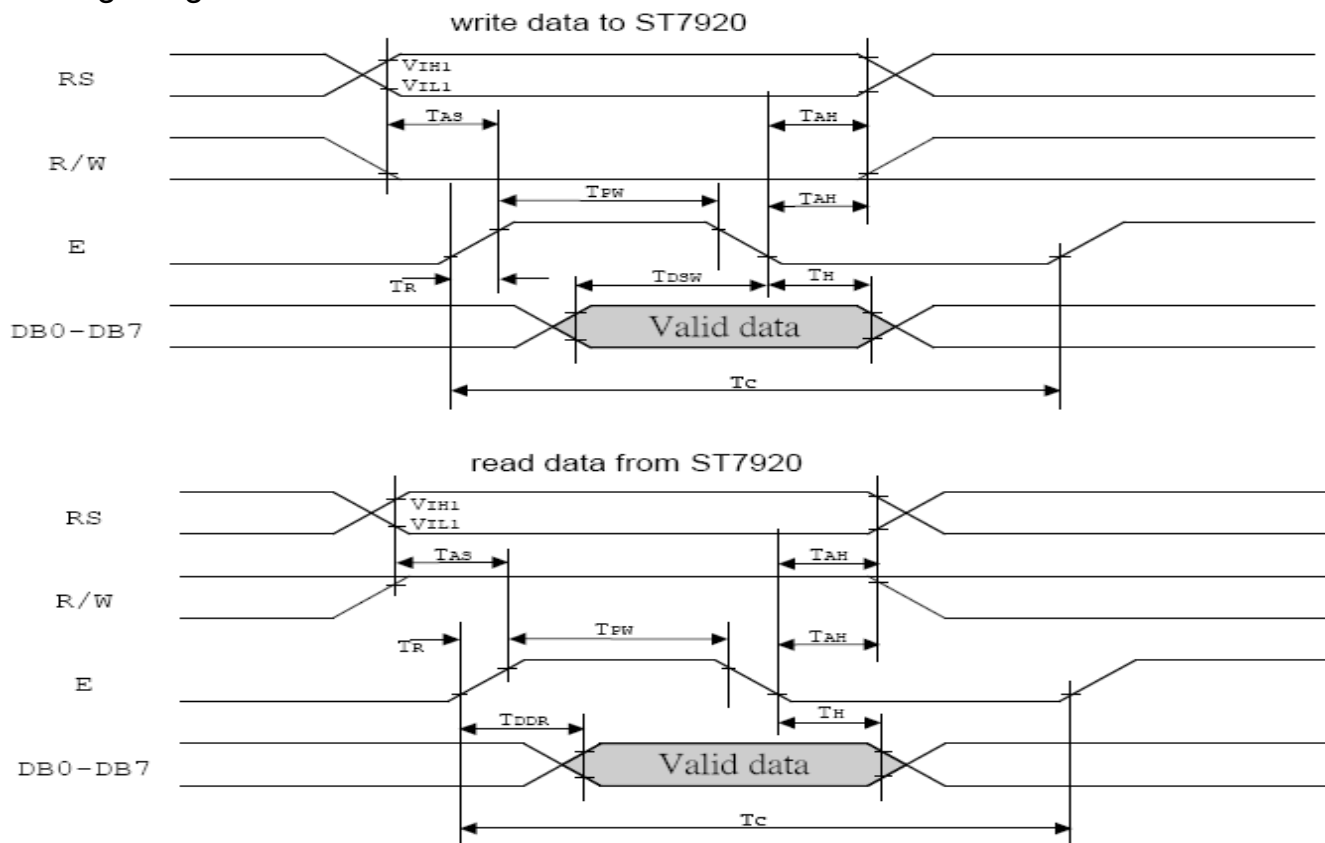 write data to ST7920
RS
VIH1
VIL1
TAS
TAH
R/W
TPW
TAH
E
TR
TDSW
TH
DB0-DB7
Valid data
TC
read data from ST7920
RS
VIH1
VIL1
TAS
TAH
R/W
TR
TPW
TAH
E
TDDR
TH
DB0-DB7
Valid data
TC